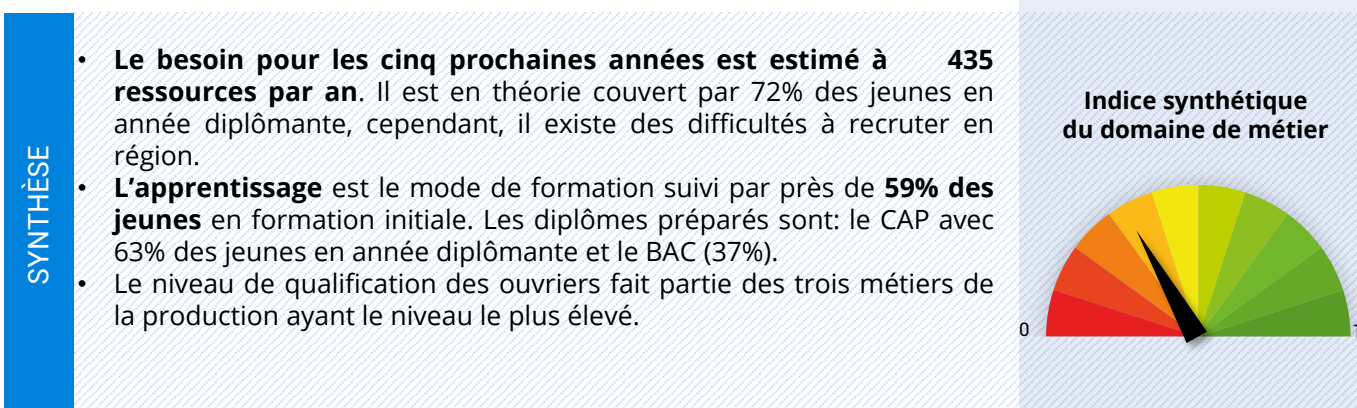 SYNTHÈSE
• Le besoin pour les cinq prochaines années est estimé à 435
ressources par an. Il est en théorie couvert par 72% des jeunes en
année diplômante, cependant, il existe des difficultés à recruter en
région.
• L’apprentissage est le mode de formation suivi par près de 59% des
jeunes en formation initiale. Les diplômes préparés sont: le CAP avec
63% des jeunes en année diplômante et le BAC (37%).
• Le niveau de qualification des ouvriers fait partie des trois métiers de
la production ayant le niveau le plus élevé.
Indice synthétique
du domaine de métier
0